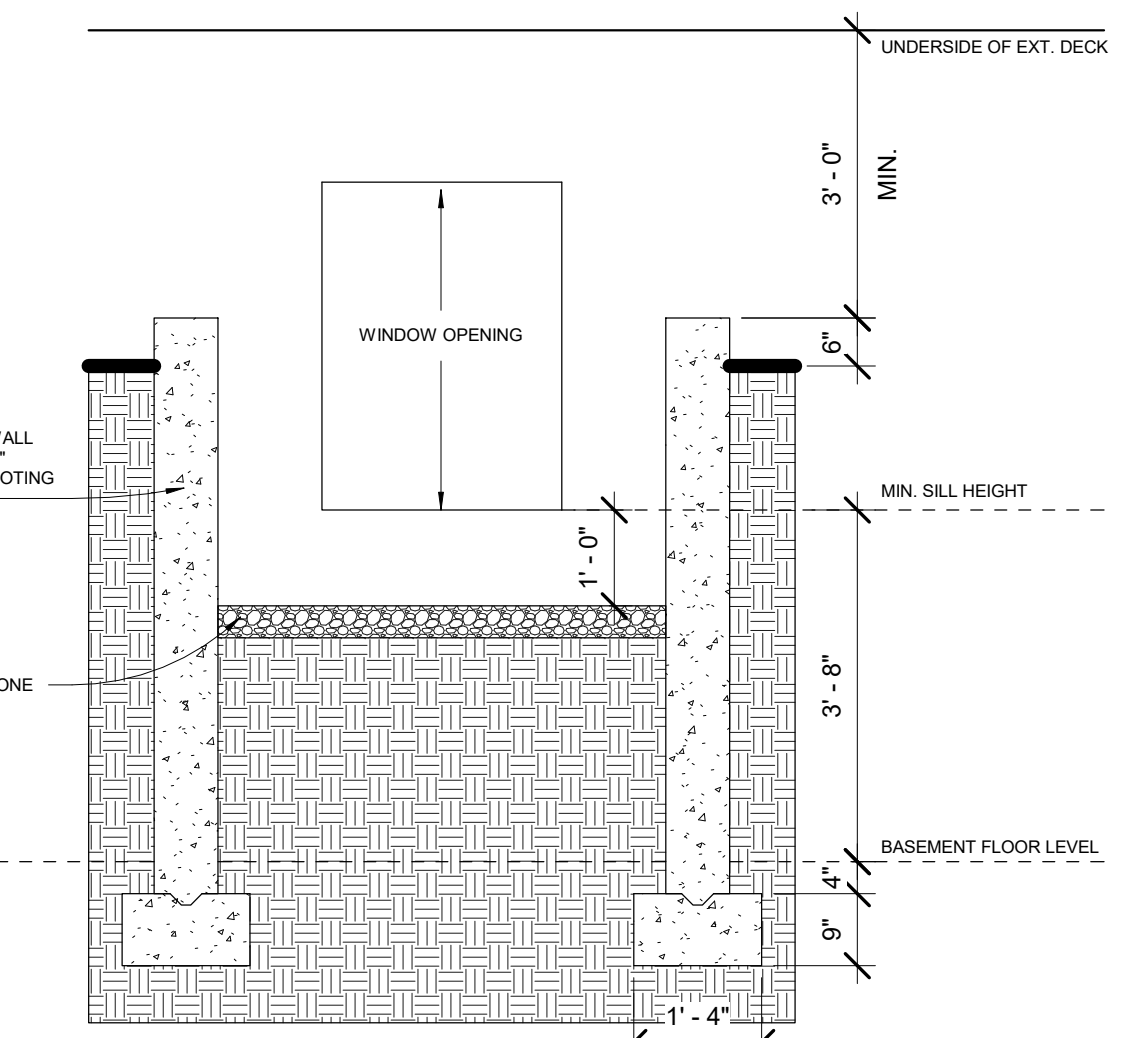 UNDERSIDE OF EXT. DECK
3' - 0"
MIN.
WINDOW OPENING
6"
OTING
MIN. SILL HEIGHT
1' - 0"
ONE
3' - 8"
BASEMENT FLOOR LEVEL
4"
9"
1' - 4"